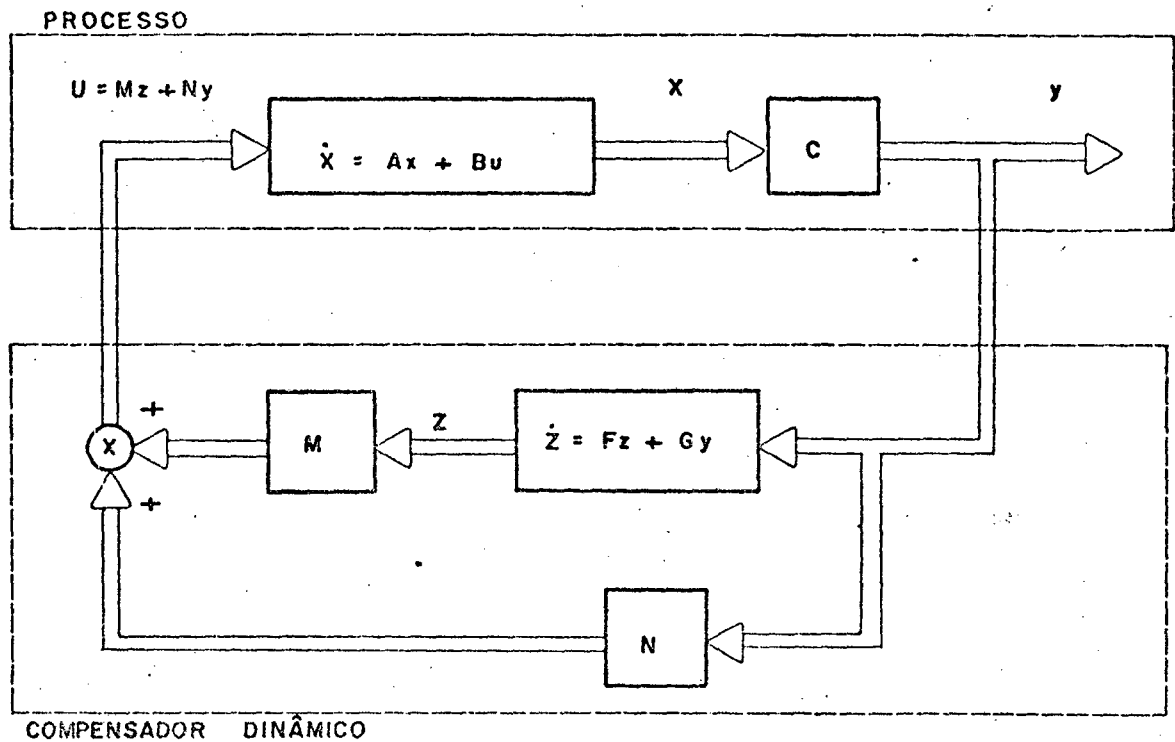 PROCESSO
U = Mz + Ny
X
y
Ẋ = Ax + Bu
C
+
M
Z
Ż = Fz + Gy
X
+
N
COMPENSADOR DINÂMICO